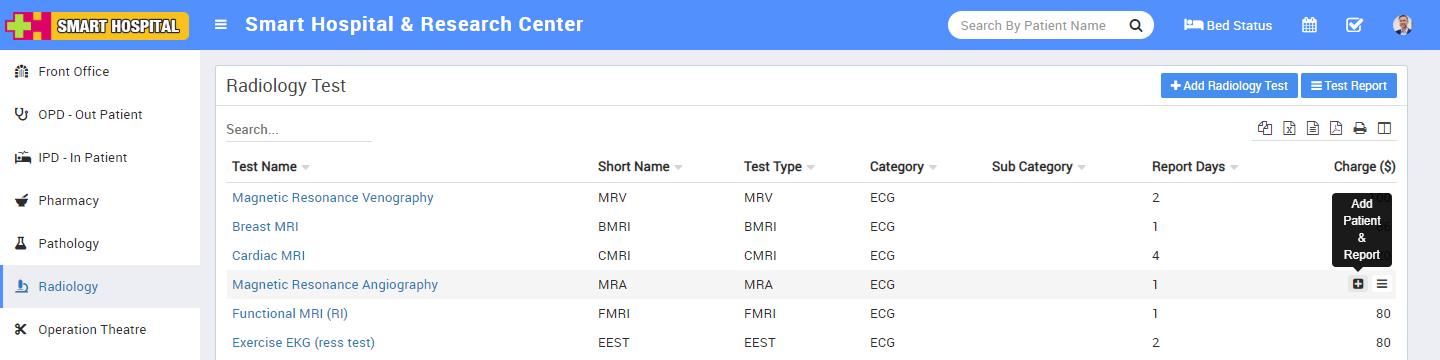 SMART HOSPITAL
Smart Hospital & Research Center
Search By Patient Name
Bed Status
Front Office
OPD - Out Patient
IPD - In Patient
Pharmacy
Pathology
Radiology
Operation Theatre
Radiology Test
Add Radiology Test
Test Report
Search...
Test Name Short Name Test Type Category Sub Category Report Days Charge ($)
Magnetic Resonance Venography MRV MRV ECG 2
Breast MRI BMRI BMRI ECG 1
Cardiac MRI CMRI CMRI ECG 4
Magnetic Resonance Angiography MRA MRA ECG 1
Functional MRI (RI) FMRI FMRI ECG 1 80
Exercise EKG (ress test) EEST EEST ECG 2 80
Add
Patient
&
Report